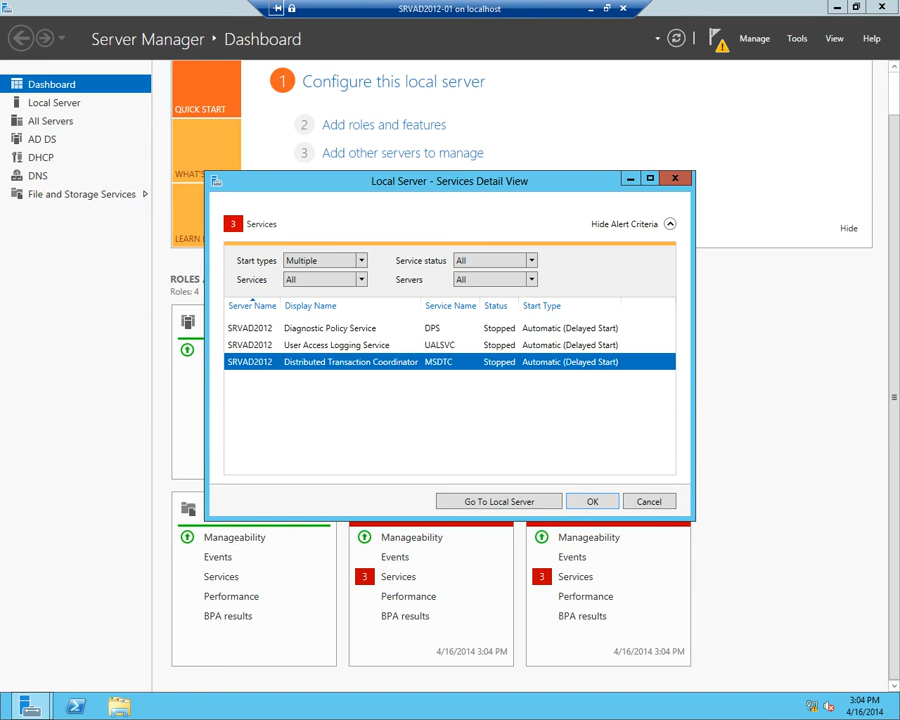 SRVAD2012-01 on localhost
Server Manager ‣ Dashboard
Manage Tools View Help
Dashboard
Local Server
All Servers
AD DS
DHCP
DNS
File and Storage Services
QUICK START
1 Configure this local server
2 Add roles and features
3 Add other servers to manage
WHAT'S
LEARN
Hide
ROLES
Roles: 4
Local Server - Services Detail View
3 Services
Hide Alert Criteria
Start types Multiple Service status All
Services All Servers All
Server Name Display Name Service Name Status Start Type
SRVAD2012 Diagnostic Policy Service DPS Stopped Automatic (Delayed Start)
SRVAD2012 User Access Logging Service UALSVC Stopped Automatic (Delayed Start)
SRVAD2012 Distributed Transaction Coordinator MSDTC Stopped Automatic (Delayed Start)
Go To Local Server OK Cancel
Manageability
Events
Services
Performance
BPA results
Manageability
Events
3 Services
Performance
BPA results
4/16/2014 3:04 PM
Manageability
Events
3 Services
Performance
BPA results
4/16/2014 3:04 PM
3:04 PM
4/16/2014